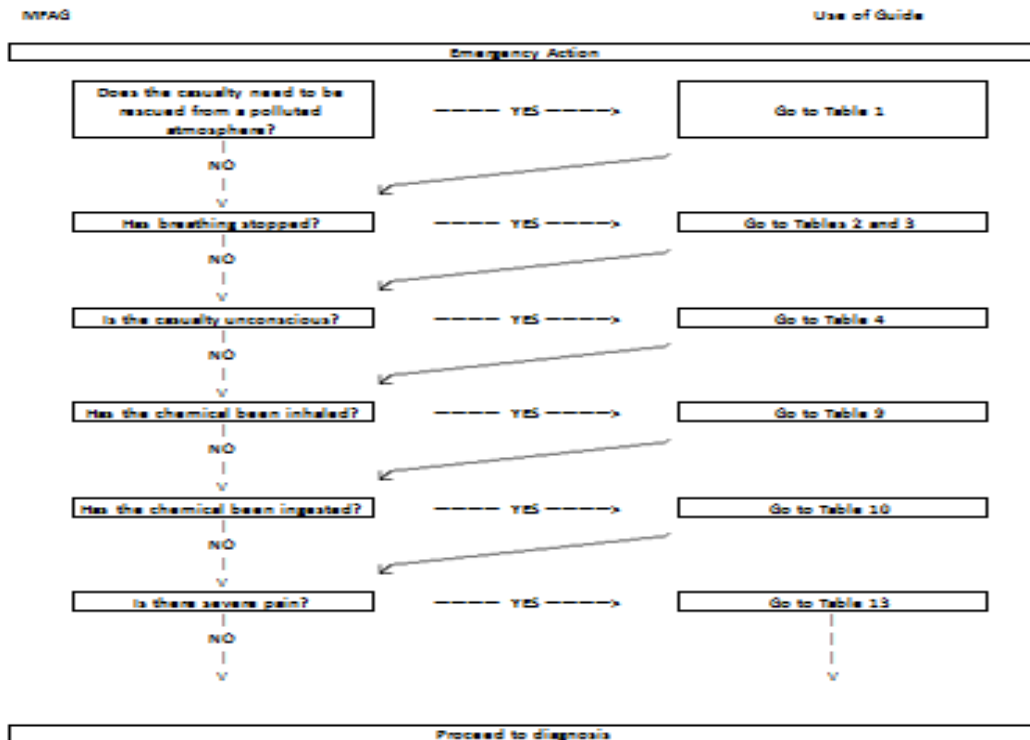 MFAG
Use of Guide
Emergency Action
Does the casualty need to be
rescued from a polluted
atmosphere?
YES
Go to Table 1
NO
Has breathing stopped?
YES
Go to Tables 2 and 3
NO
Is the casualty unconscious?
YES
Go to Table 4
NO
Has the chemical been inhaled?
YES
Go to Table 9
NO
Has the chemical been ingested?
YES
Go to Table 10
NO
Is there severe pain?
YES
Go to Table 13
NO
Proceed to diagnosis